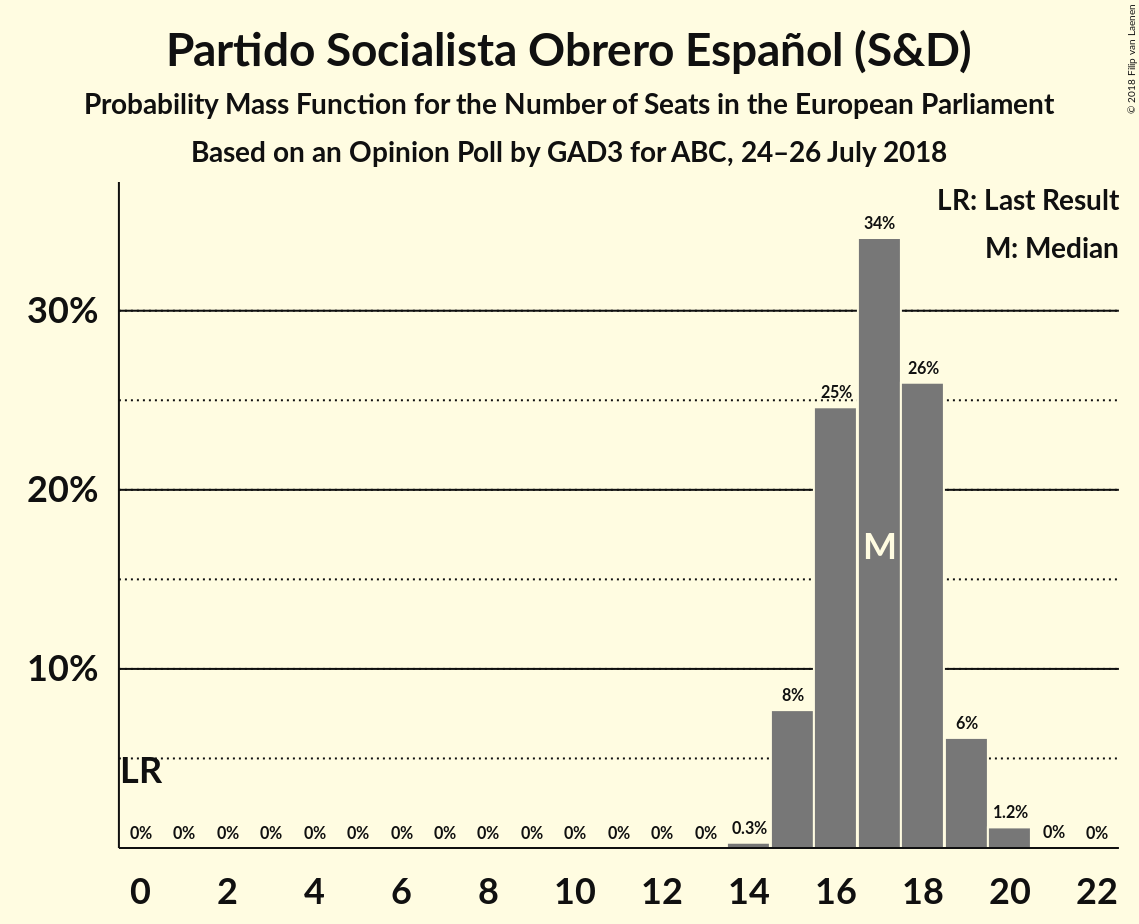 Partido Socialista Obrero Español (S&D)
Probability Mass Function for the Number of Seats in the European Parliament
Based on an Opinion Poll by GAD3 for ABC, 24–26 July 2018
© 2018 Filip van Laenen
LR: Last Result
M: Median
30%
20%
10%
34%
26%
25%
M
8%
6%
LR
0% 0% 0% 0% 0% 0% 0% 0% 0% 0% 0% 0% 0% 0% 0.3% 1.2% 0% 0%
0 2 4 6 8 10 12 14 16 18 20 22